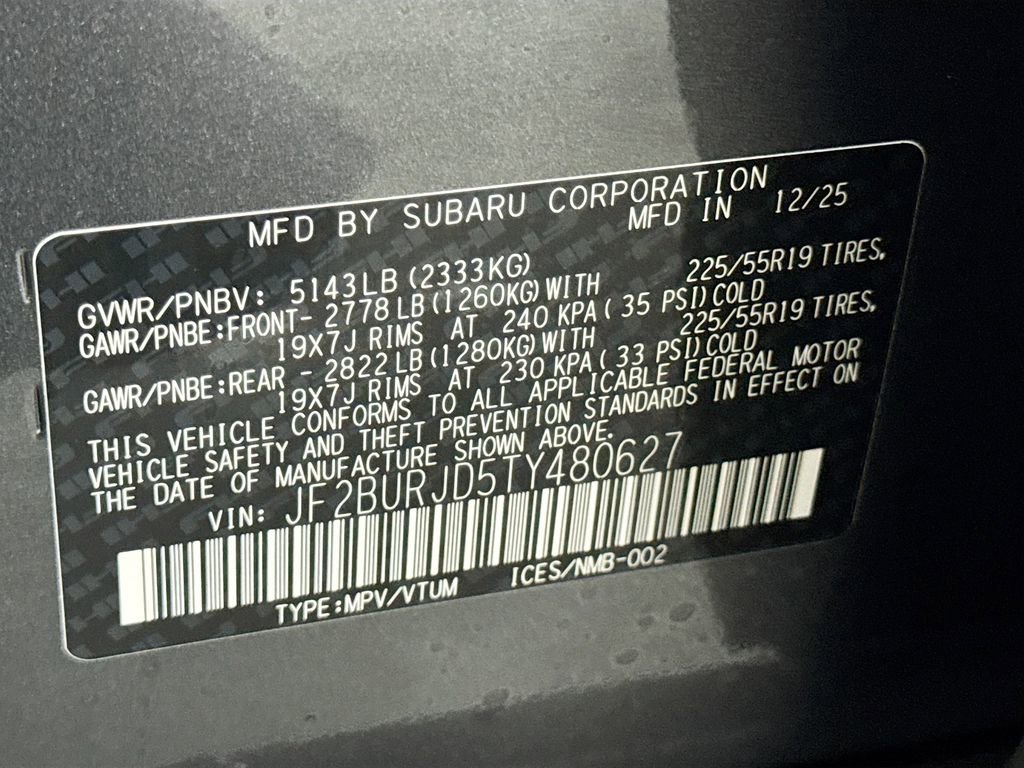 MFD BY SUBARU CORPORATION
MFD IN 12/25
GVWR/PNBV: 5143LB(2333KG)
GAWR/PNBE:FRONT- 2778LB(1260KG)WITH 225/55R19 TIRES,
19X7J RIMS AT 240 KPA( 35 PSI)COLD
GAWR/PNBE:REAR - 2822LB(1280KG)WITH 225/55R19 TIRES,
19X7J RIMS AT 230 KPA( 33 PSI)COLD
THIS VEHICLE CONFORMS TO ALL APPLICABLE FEDERAL MOTOR
VEHICLE SAFETY AND THEFT PREVENTION STANDARDS IN EFFECT ON
THE DATE OF MANUFACTURE SHOWN ABOVE.
VIN: JF2BURJD5TY480627
TYPE:MPV/VTUM ICES/NMB-002